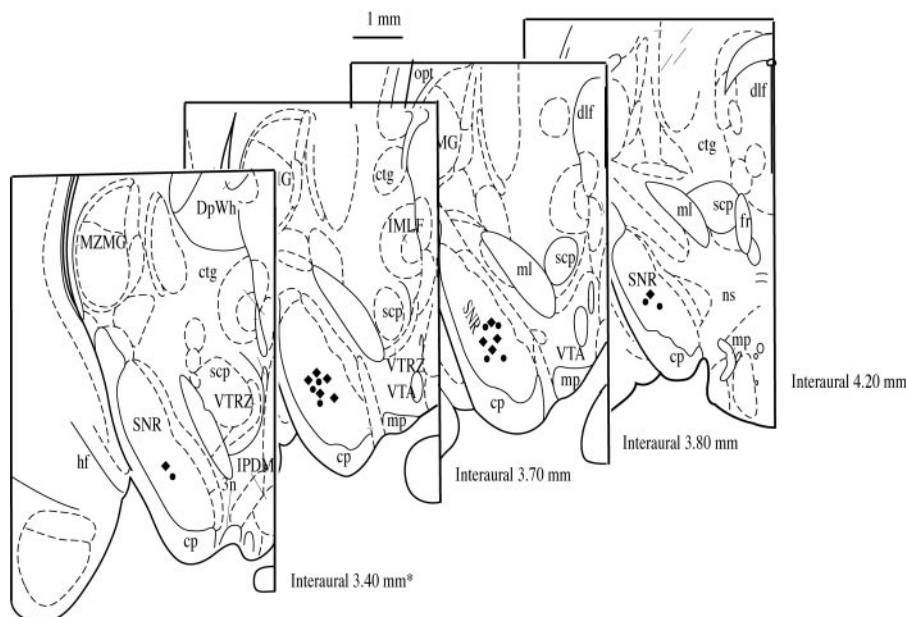 1 mm
opt
dlf
MG
ctg
ml
scp
fr
SNR
ns
cp
mp
Interaural 4.20 mm
dlf
ml
scp
SNR
VTA
mp
cp
Interaural 3.80 mm
ctg
IMLF
scp
VTRZ
VTA
mp
cp
Interaural 3.70 mm
DpWh
MZMG
ctg
scp
VTRZ
SNR
hf
IPDM
3n
cp
Interaural 3.40 mm*